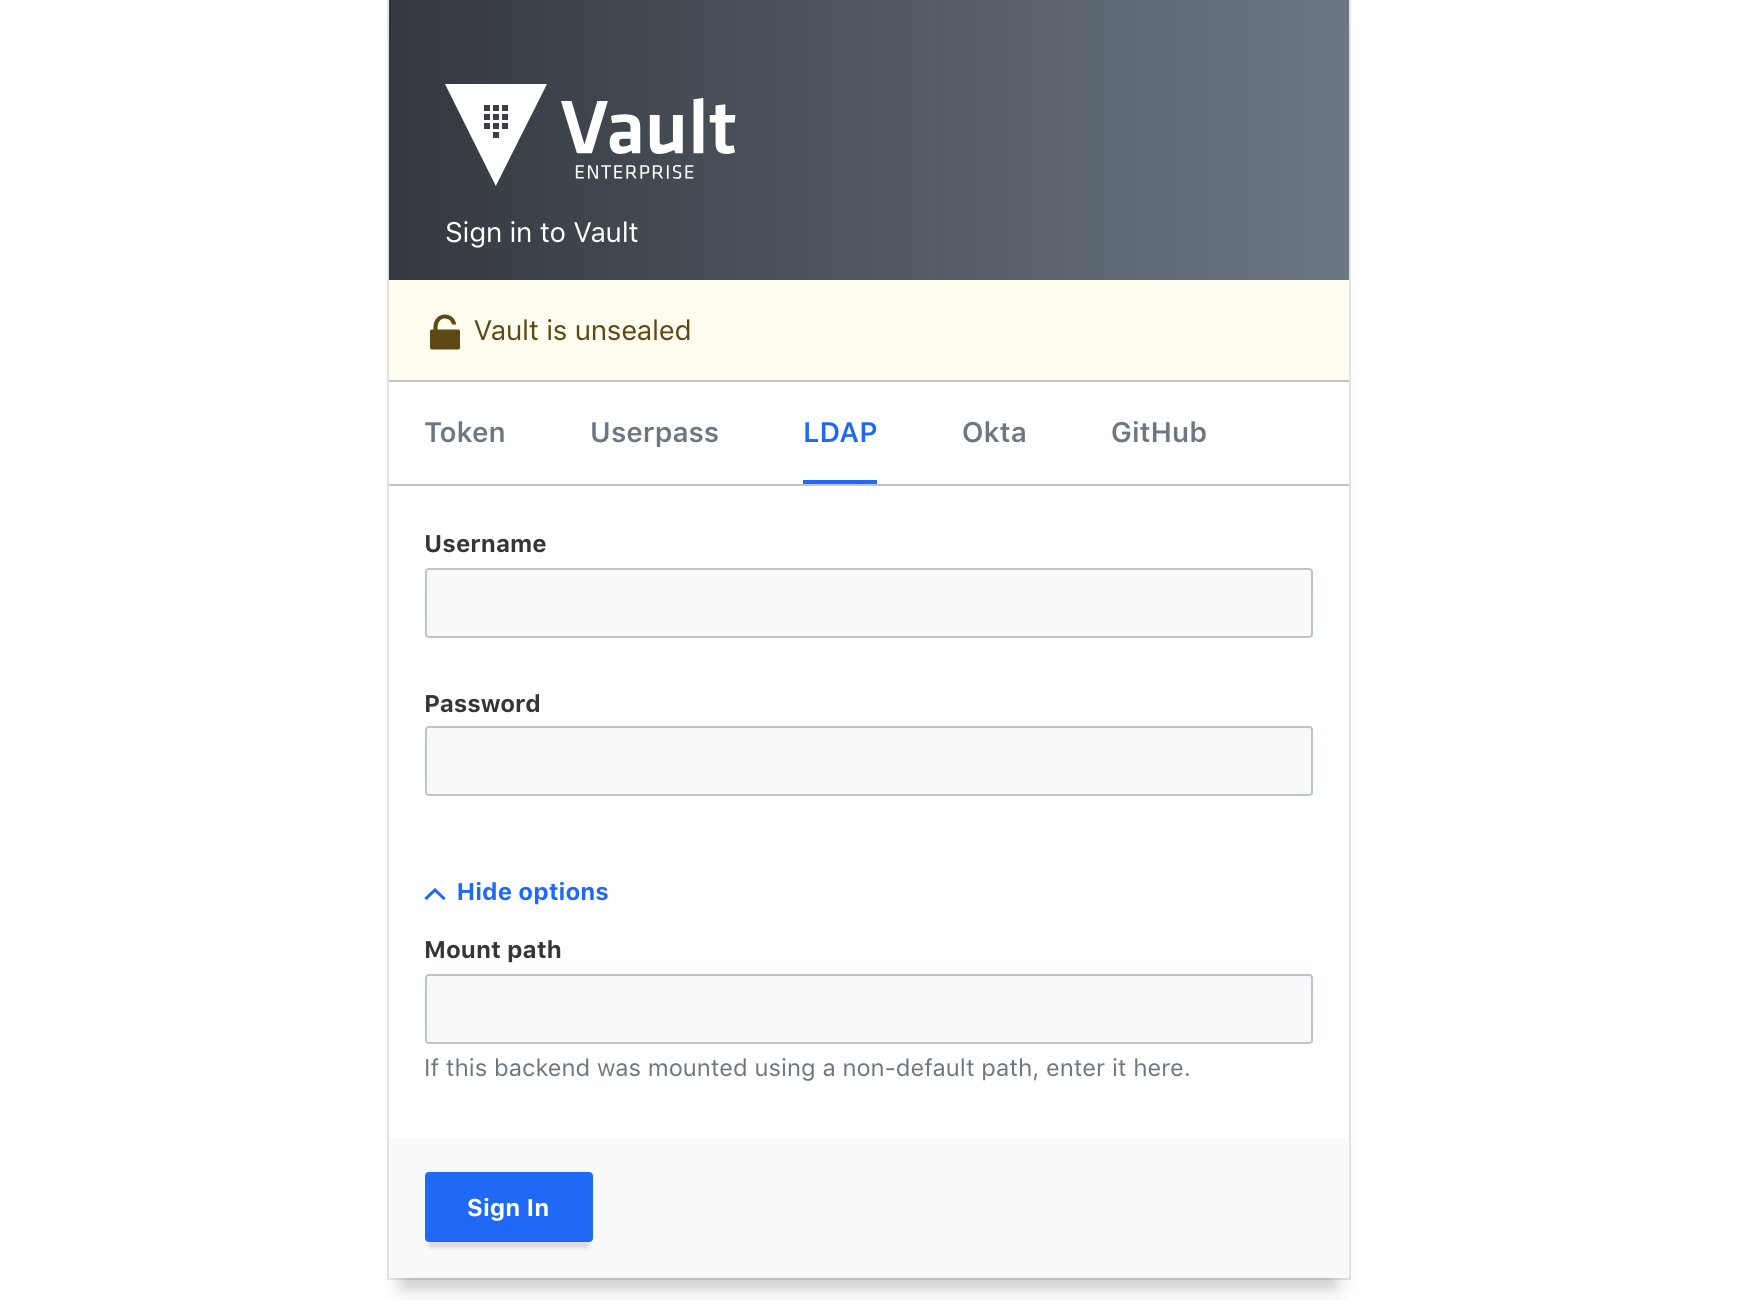 Vault
ENTERPRISE
Sign in to Vault
Vault is unsealed
Token Userpass LDAP Okta GitHub
Username
Password
Hide options
Mount path
If this backend was mounted using a non-default path, enter it here.
Sign In